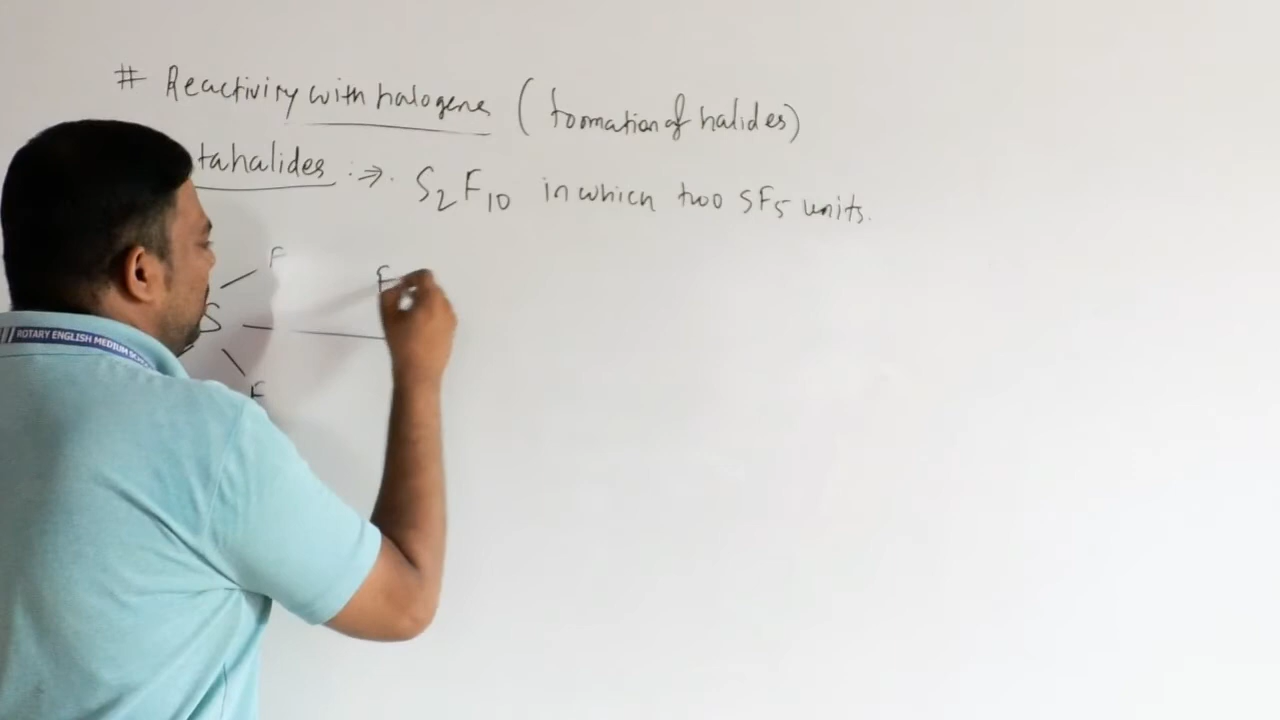 # Reactivity with halogens (formation of halides)
tahalides :⇒. S₂F₁₀ in which two SF₅ units.
F F
S
F
ROTARY ENGLISH MEDIUM